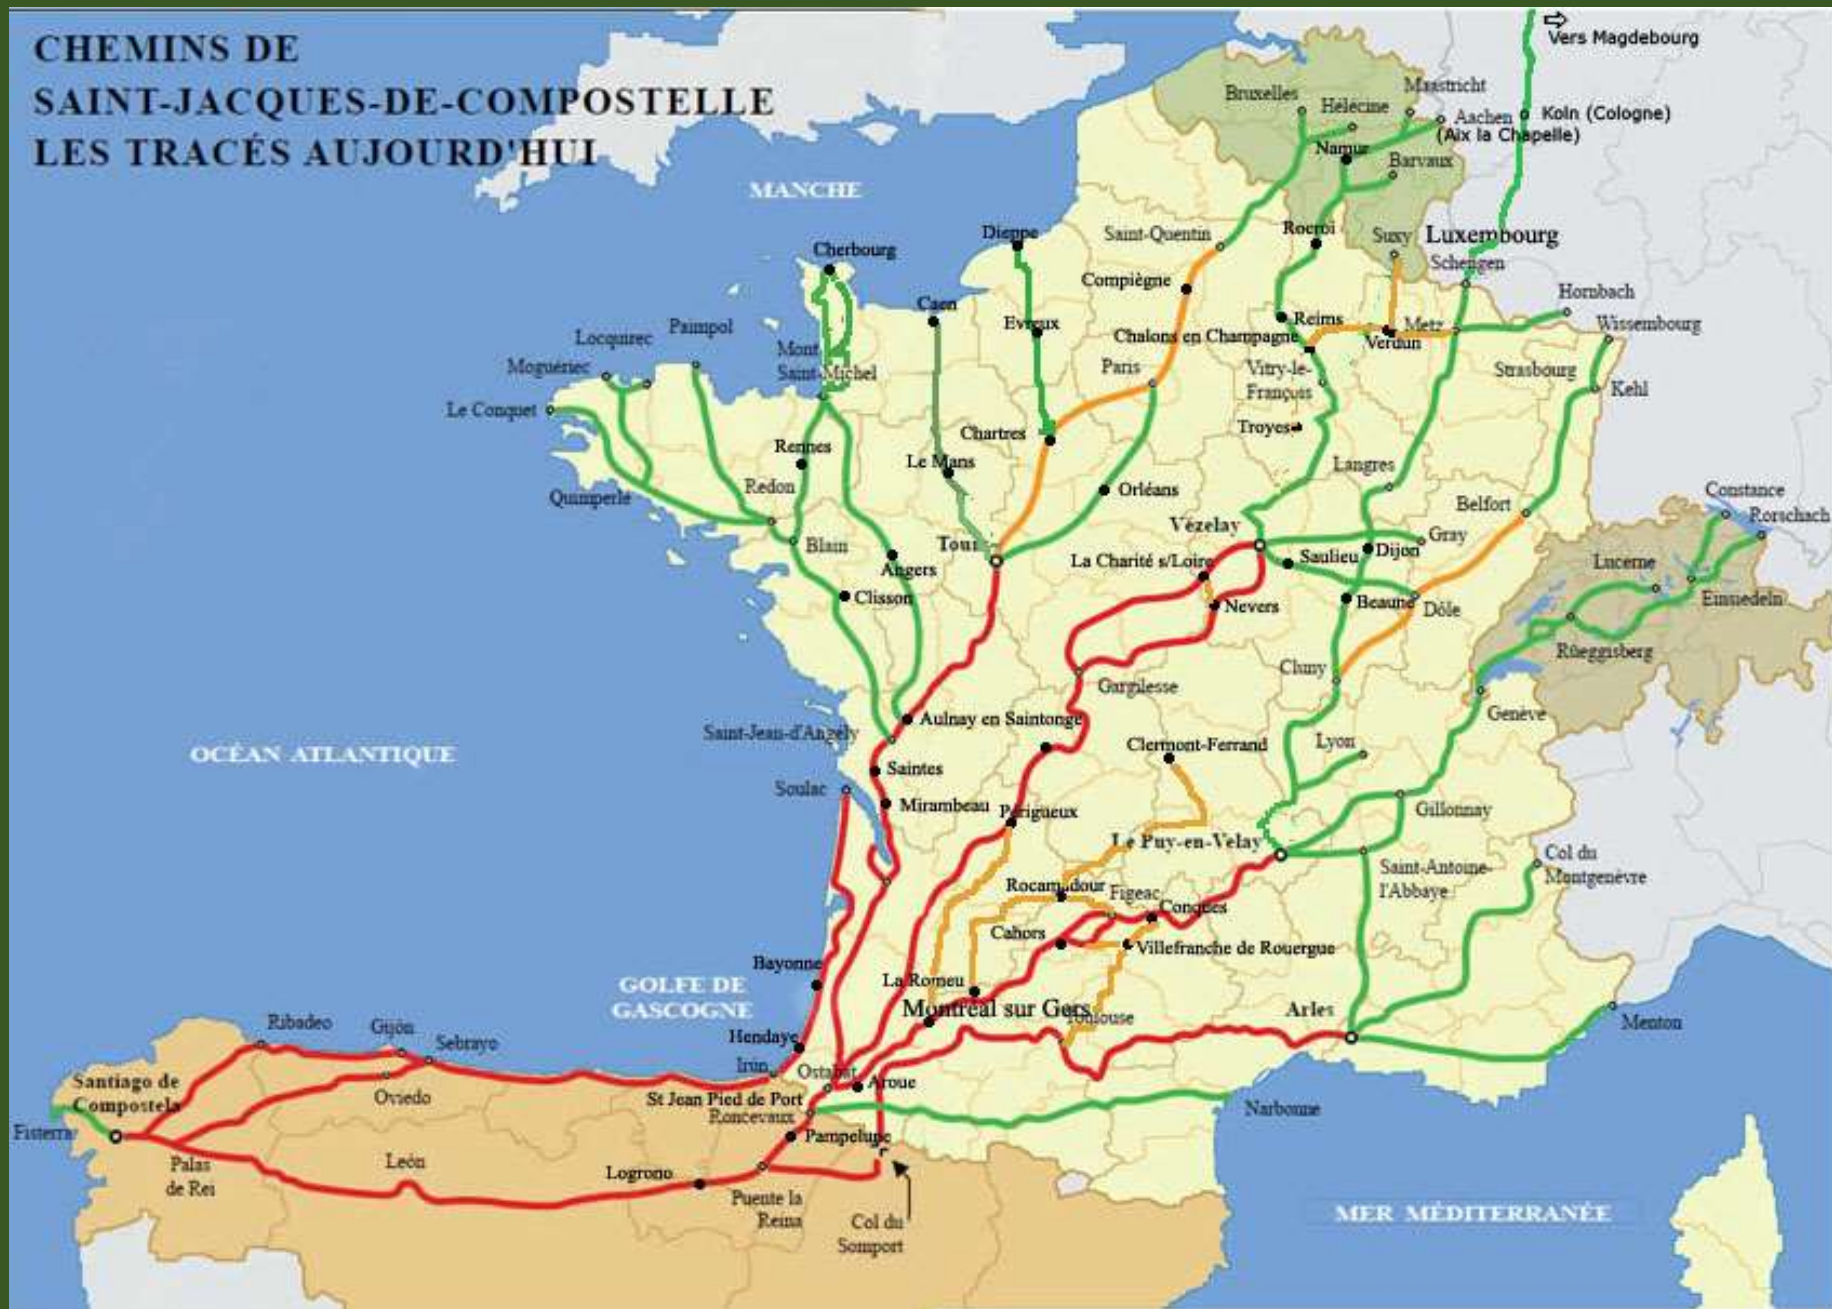 CHEMINS DE
SAINT-JACQUES-DE-COMPOSTELLE
LES TRACÉS AUJOURD'HUI
Vers Magdebourg
Maastricht
Bruxelles
Hélécine
Aachen
Koln (Cologne)
(Aix la Chapelle)
Namur
Barvaux
MANCHE
Dieppe
Saint-Quentin
Rocroi
Suxy
Luxembourg
Cherbourg
Schengen
Compiègne
Hornbach
Caen
Evreux
Reims
Metz
Wissembourg
Paimpol
Locquirec
Chalons en Champagne
Verdun
Mont
Saint-Michel
Moguériec
Paris
Vitry-le-
François
Strasbourg
Kehl
Le Conquet
Chartres
Troyes
Rennes
Le Mans
Langres
Redon
Orléans
Quimperlé
Belfort
Constance
Rorschach
Vézelay
Blain
Gray
Angers
La Charité s/Loire
Saulieu
Dijon
Lucerne
Clisson
Nevers
Beaune
Dôle
Einsiedeln
Rüeggisberg
Cluny
Gargilesse
Genève
Aulnay en Saintonge
Saint-Jean-d'Angély
OCÉAN ATLANTIQUE
Clermont-Ferrand
Lyon
Saintes
Soulac
Mirambeau
Périgueux
Gillonnay
Le Puy-en-Velay
Saint-Antoine-
l'Abbaye
Col du
Montgenèvre
Rocamadour
Figeac
Conques
Cahors
Villefranche de Rouergue
Bayonne
La Romeu
GOLFE DE
GASCOGNE
Montréal sur Gers
Toulouse
Arles
Menton
Ribadeo
Gijón
Sebrayo
Hendaye
Irún
Ostabat
Aroue
Santiago de
Compostela
Oviedo
St Jean Pied de Port
Roncevaux
Narbonne
Fisterra
Pampelune
Palas
de Rei
León
Logrono
Puente la
Reina
Col du
Somport
MER MÉDITERRANÉE